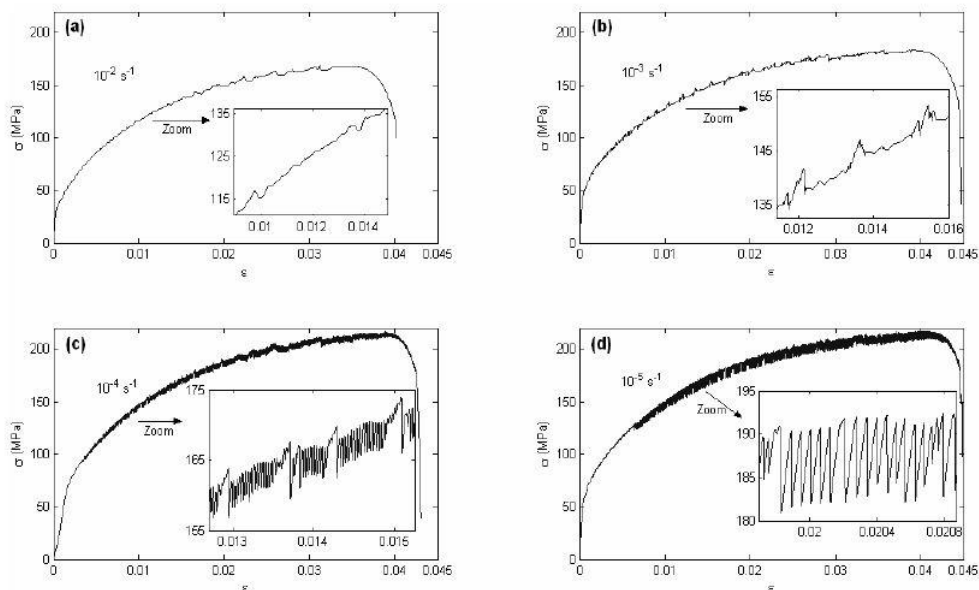 (a)
10⁻² s⁻¹
Zoom
σ (MPa)
200
150
100
50
0
135
125
115
0.01 0.012 0.014
0 0.01 0.02 0.03 0.04 0.045
ε
(b)
10⁻³ s⁻¹
Zoom
σ (MPa)
200
150
100
50
0
155
145
135
0.012 0.014 0.016
0 0.01 0.02 0.03 0.04 0.045
ε
(c)
10⁻⁴ s⁻¹
Zoom
σ (MPa)
200
150
100
50
0
175
165
155
0.013 0.014 0.015
0 0.01 0.02 0.03 0.04 0.045
ε
(d)
10⁻⁵ s⁻¹
Zoom
σ (MPa)
200
150
100
50
0
195
190
185
180
0.02 0.0204 0.0208
0 0.01 0.02 0.03 0.04 0.045
ε